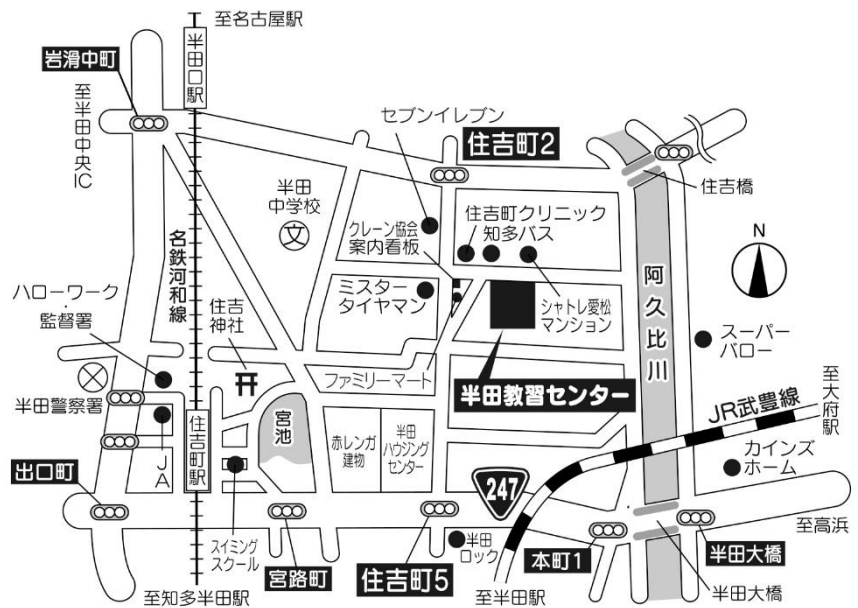 至名古屋駅
岩滑中町
半田口駅
至半田中央IC
セブンイレブン
住吉町2
住吉橋
半田
中学校
文
クレーン協会
案内看板
住吉町クリニック
知多バス
N
名鉄河和線
阿久比川
ハローワーク
・
監督署
住吉
神社
ミスター
タイヤマン
シャトレ愛松
マンション
スーパー
バロー
ファミリーマート
半田教習センター
JR武豊線
至大府駅
半田警察署
住吉町駅
宮池
赤レンガ
建物
半田
ハウジング
センター
JA
カインズ
ホーム
出口町
247
至高浜
スイミング
スクール
宮路町
住吉町5
半田
ロック
本町1
半田大橋
半田大橋
至知多半田駅
至半田駅